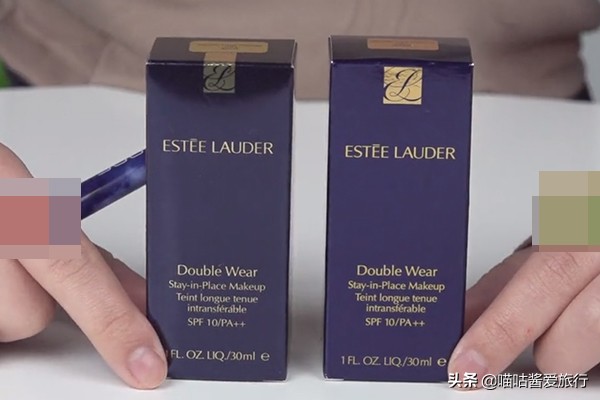 ESTĒE LAUDER
Double Wear
Stay-in-Place Makeup
Teint longue tenue
intransférable
SPF 10/PA++
1 FL. OZ. LIQ./30ml e
ESTĒE LAUDER
Double Wear
Stay-in-Place Makeup
Teint longue tenue
intransférable
SPF 10/PA++
1 FL. OZ. LIQ./30ml e
头条 @喵咕酱爱旅行